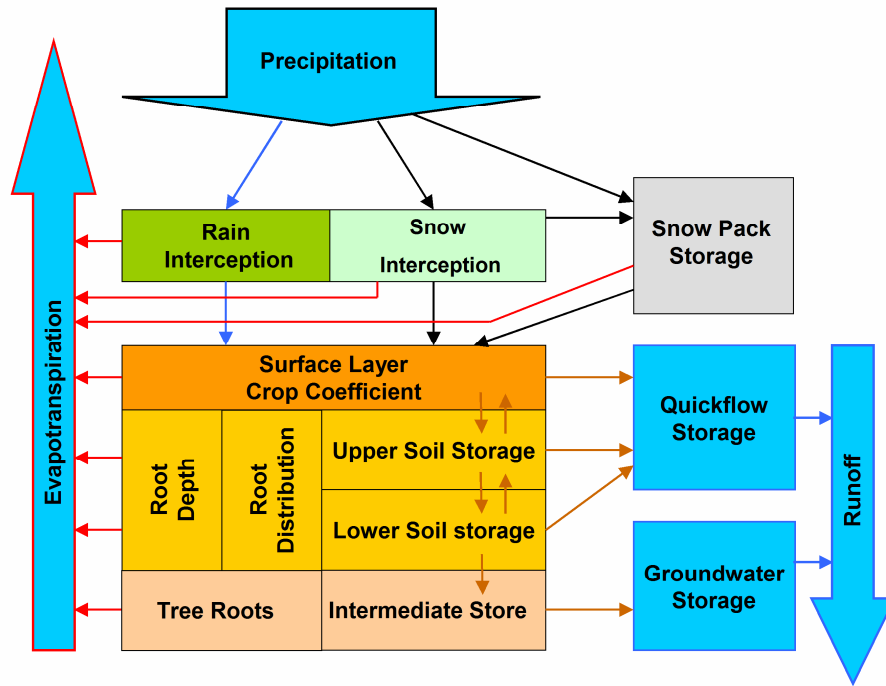 Precipitation
Rain
Interception
Snow
Interception
Snow Pack
Storage
Evapotranspiration
Surface Layer
Crop Coefficient
Quickflow
Storage
Root
Depth
Root
Distribution
Upper Soil Storage
Lower Soil storage
Runoff
Groundwater
Storage
Tree Roots
Intermediate Store